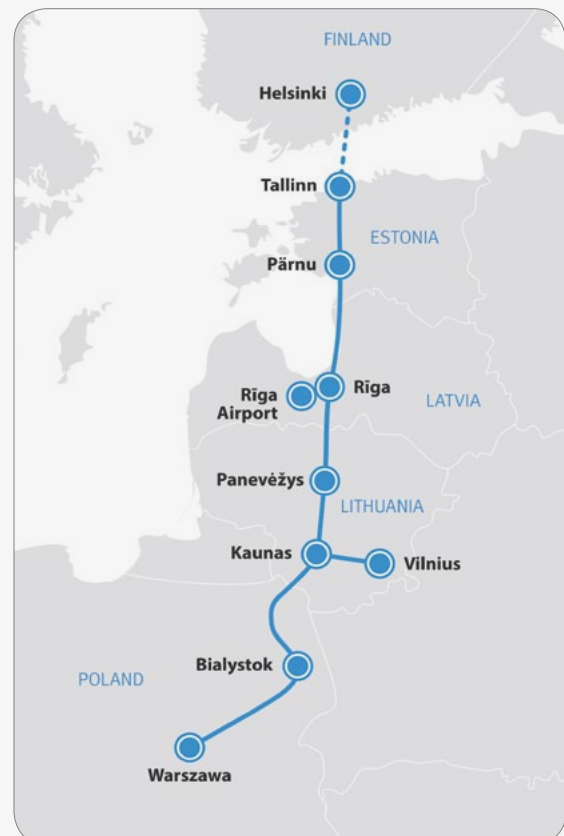 FINLAND
Helsinki
Tallinn
ESTONIA
Pärnu
Rīga
Rīga
Airport
LATVIA
Panevėžys
LITHUANIA
Kaunas
Vilnius
Bialystok
POLAND
Warszawa